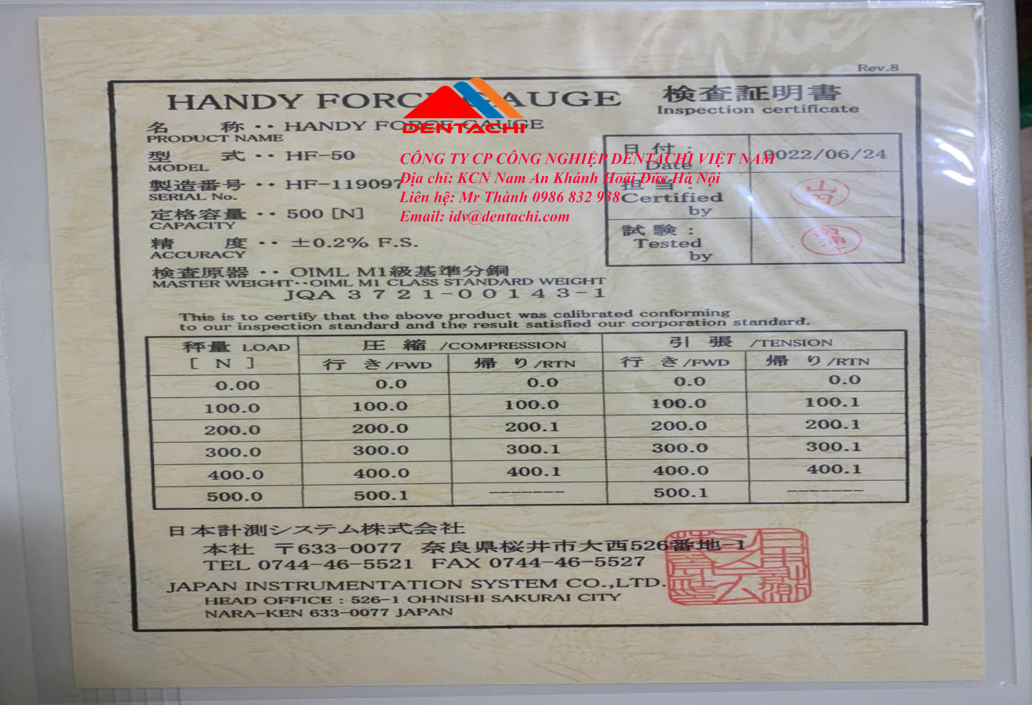 Rev.8
HANDY FORCE GAUGE
検査証明書
Inspection certificate
名 称 ‥ HANDY FORCE GAUGE
PRODUCT NAME
DENTACHI
型 式 ‥ HF-50
MODEL
製造番号 ‥ HF-119097
SERIAL No.
定格容量 ‥ 500 [N]
CAPACITY
精 度 ‥ ±0.2% F.S.
ACCURACY
CÔNG TY CP CÔNG NGHIỆP DENTACHI VIỆT NAM
Địa chỉ: KCN Nam An Khánh Hoài Đức Hà Nội
Liên hệ: Mr Thành 0986 832 938
Email: idv@dentachi.com
日 付 : 2022/06/24
Date
担 当 :
Certified
by
試 験 :
Tested
by
検査原器 ‥ OIML M1級基準分銅
MASTER WEIGHT‥OIML M1 CLASS STANDARD WEIGHT
JQA 3721-00143-1
This is to certify that the above product was calibrated conforming
to our inspection standard and the result satisfied our corporation standard.
秤量 LOAD 圧 縮 /COMPRESSION 引 張 /TENSION
[ N ] 行 き/FWD 帰 り/RTN 行 き/FWD 帰 り/RTN
0.00 0.0 0.0 0.0 0.0
100.0 100.0 100.0 100.0 100.1
200.0 200.0 200.1 200.0 200.1
300.0 300.0 300.1 300.0 300.1
400.0 400.0 400.1 400.0 400.1
500.0 500.1 ------- 500.1 -------
日本計測システム株式会社
本社 〒633-0077 奈良県桜井市大西526番地-1
TEL 0744-46-5521 FAX 0744-46-5527
JAPAN INSTRUMENTATION SYSTEM CO.,LTD.
HEAD OFFICE : 526-1 OHNISHI SAKURAI CITY
NARA-KEN 633-0077 JAPAN